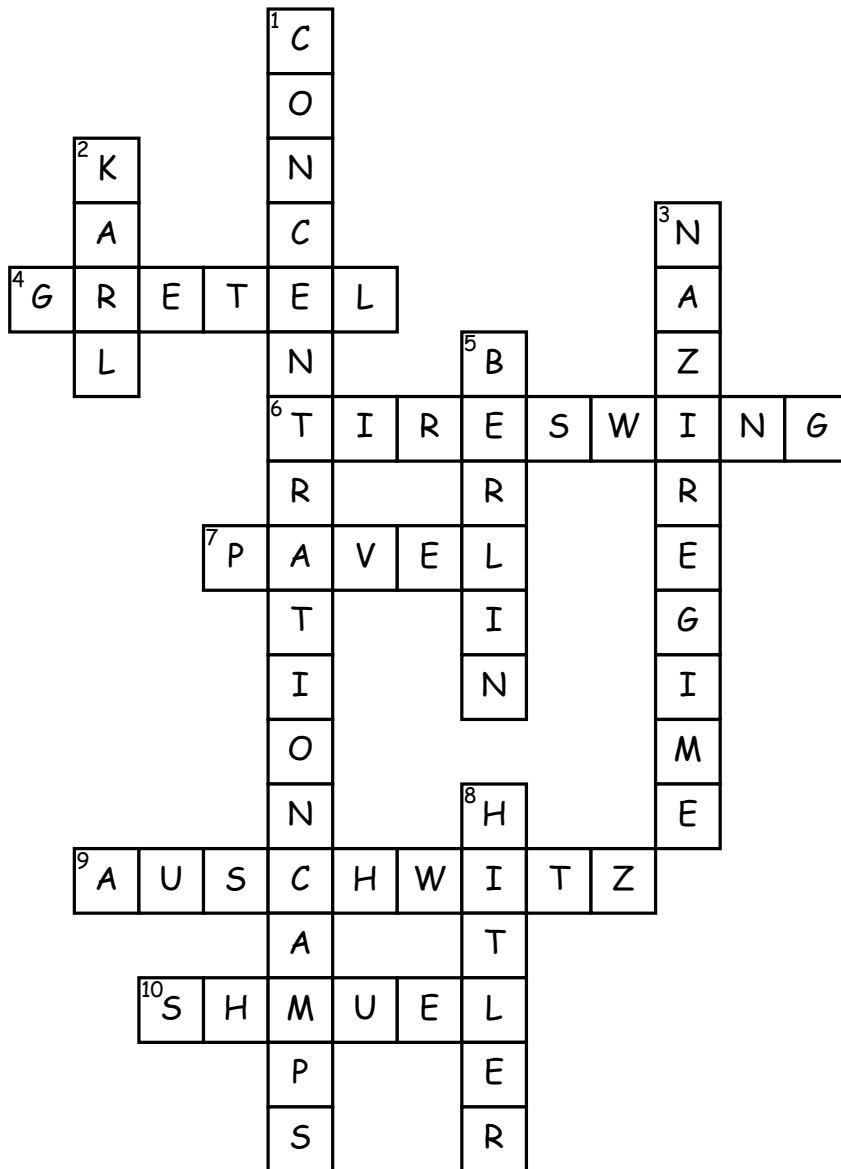 1 C
O
2 K N
A C 3 N
4 G R E T E L A
L N 5 B Z
6 T I R E S W I N G
R R R
7 P A V E L E
T I G
I N I
O M
N 8 H E
9 A U S C H W I T Z
A T
10 S H M U E L
P E
S R